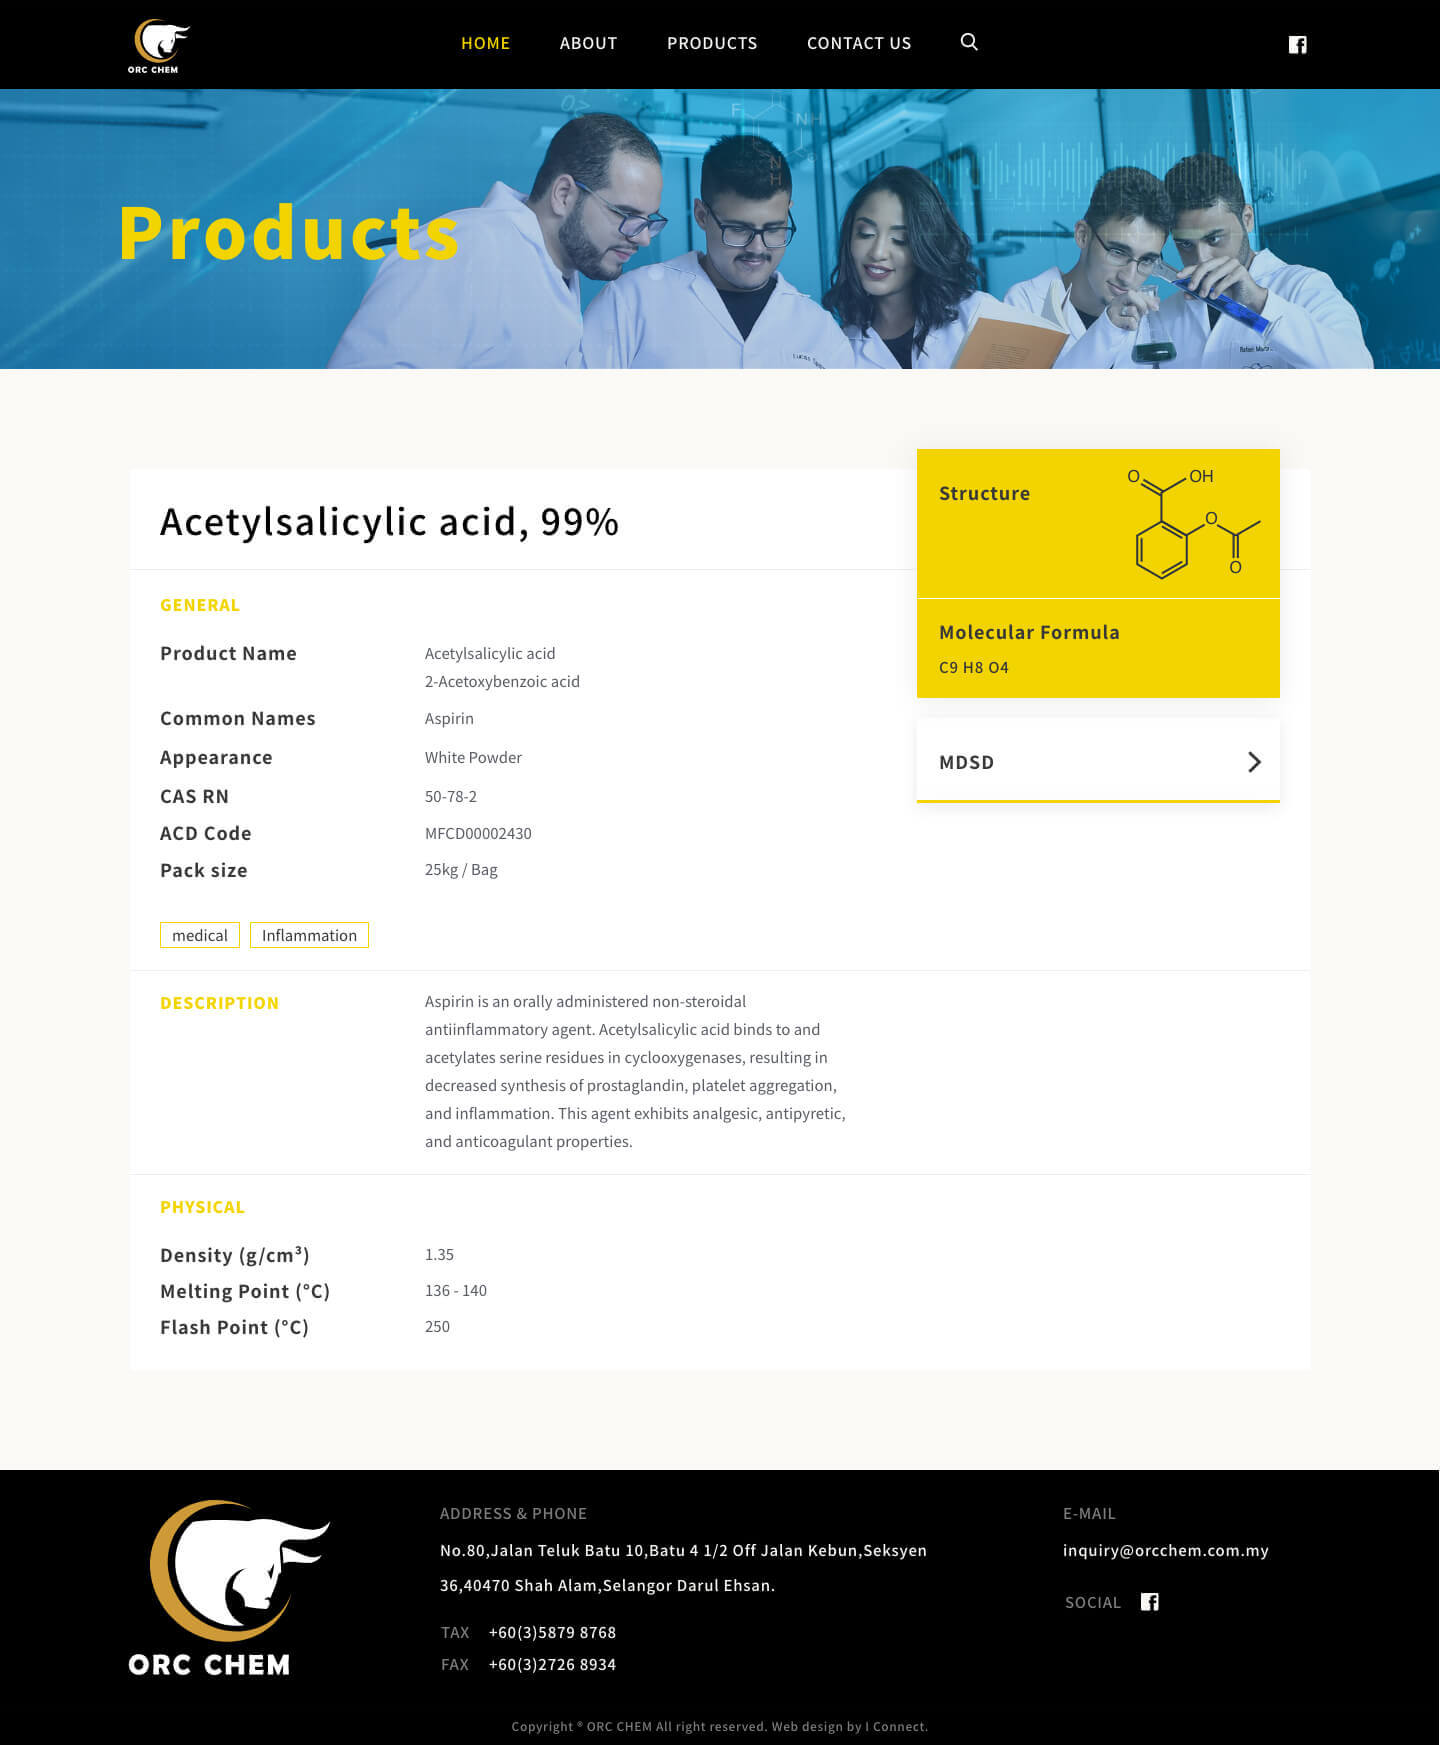 ORC CHEM
HOME
ABOUT
PRODUCTS
CONTACT US
Products
F
NH
N
H
Acetylsalicylic acid, 99%
Structure
O
OH
O
O
Molecular Formula
C9 H8 O4
MDSD
GENERAL
Product Name
Acetylsalicylic acid
2-Acetoxybenzoic acid
Common Names
Aspirin
Appearance
White Powder
CAS RN
50-78-2
ACD Code
MFCD00002430
Pack size
25kg / Bag
medical
Inflammation
DESCRIPTION
Aspirin is an orally administered non-steroidal
antiinflammatory agent. Acetylsalicylic acid binds to and
acetylates serine residues in cyclooxygenases, resulting in
decreased synthesis of prostaglandin, platelet aggregation,
and inflammation. This agent exhibits analgesic, antipyretic,
and anticoagulant properties.
PHYSICAL
Density (g/cm³)
1.35
Melting Point (°C)
136 - 140
Flash Point (°C)
250
ORC CHEM
ADDRESS & PHONE
No.80,Jalan Teluk Batu 10,Batu 4 1/2 Off Jalan Kebun,Seksyen
36,40470 Shah Alam,Selangor Darul Ehsan.
TAX +60(3)5879 8768
FAX +60(3)2726 8934
E-MAIL
inquiry@orcchem.com.my
SOCIAL
Copyright ® ORC CHEM All right reserved. Web design by I Connect.